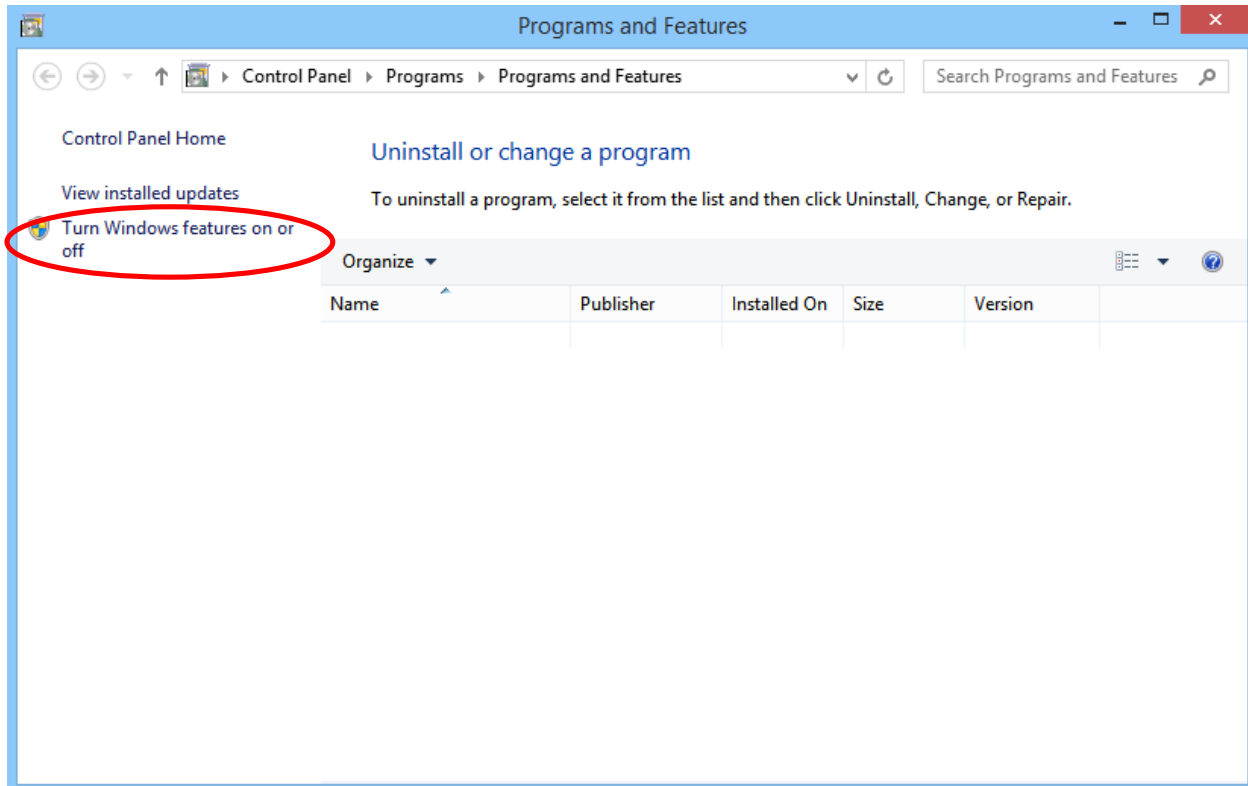 Programs and Features
Control Panel Programs Programs and Features
Search Programs and Features
Control Panel Home
View installed updates
Turn Windows features on or
off
Uninstall or change a program
To uninstall a program, select it from the list and then click Uninstall, Change, or Repair.
Organize
Name Publisher Installed On Size Version